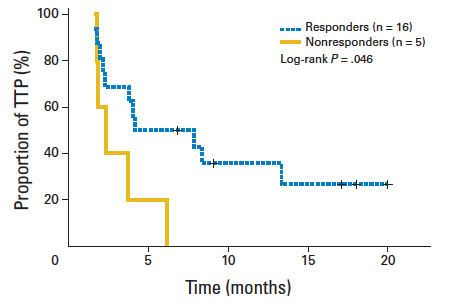 100
80
60
40
20
0
5
10
15
20
Proportion of TTP (%)
Time (months)
Responders (n = 16)
Nonresponders (n = 5)
Log-rank P = .046